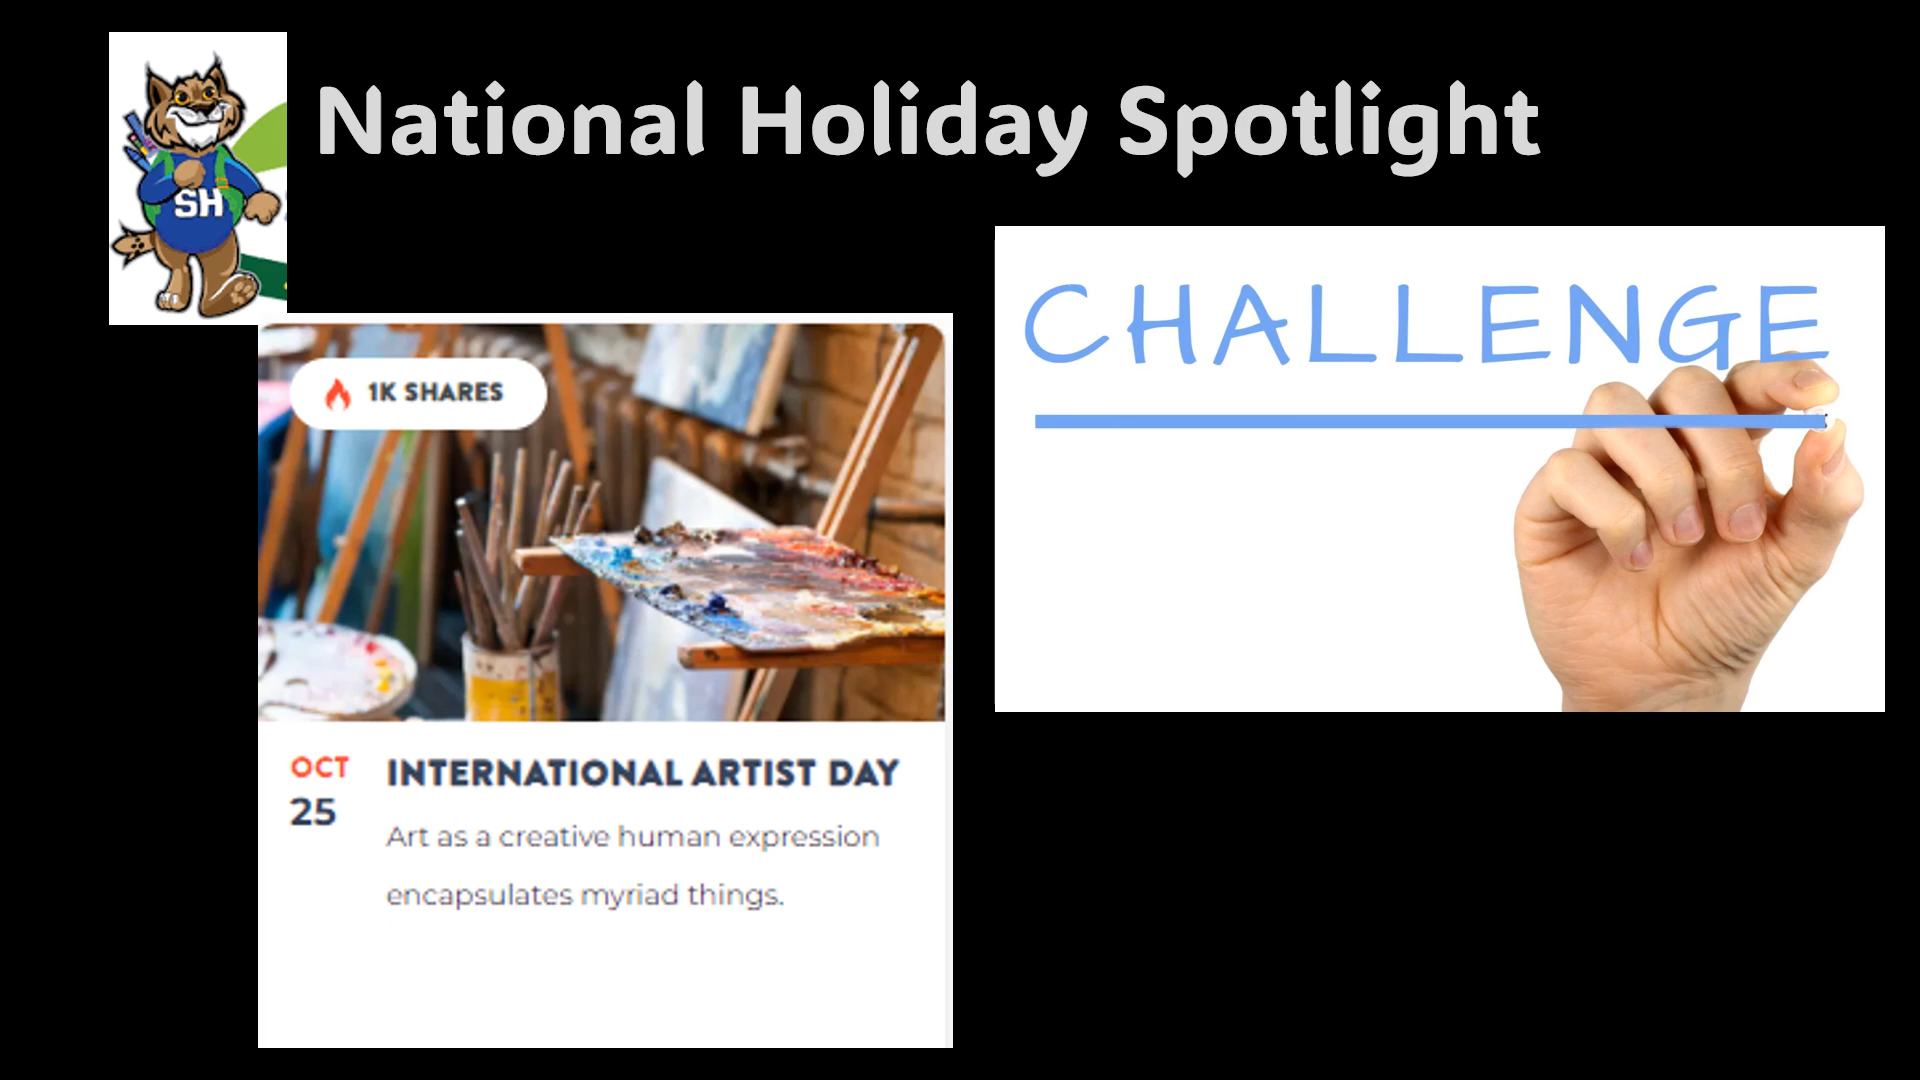 National Holiday Spotlight
SH
CHALLENGE
1K SHARES
OCT
25
INTERNATIONAL ARTIST DAY
Art as a creative human expression
encapsulates myriad things.